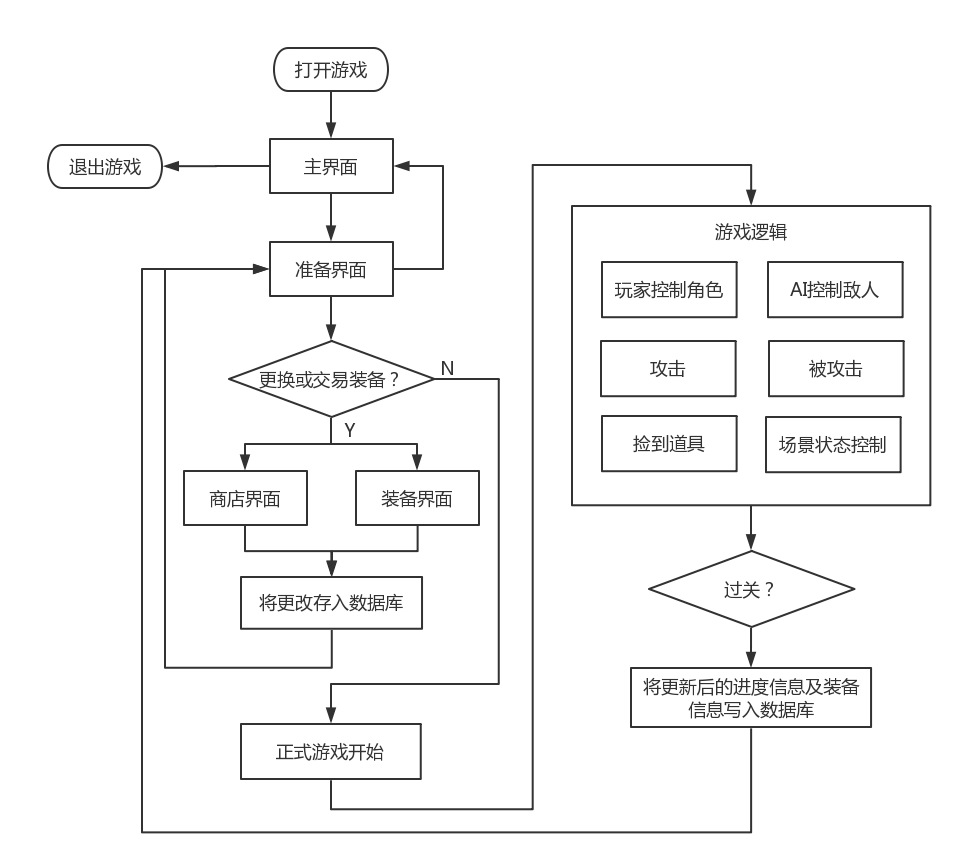 打开游戏
退出游戏
主界面
准备界面
更换或交易装备？
N
Y
商店界面
装备界面
将更改存入数据库
正式游戏开始
游戏逻辑
玩家控制角色
AI控制敌人
攻击
被攻击
捡到道具
场景状态控制
过关？
将更新后的进度信息及装备
信息写入数据库